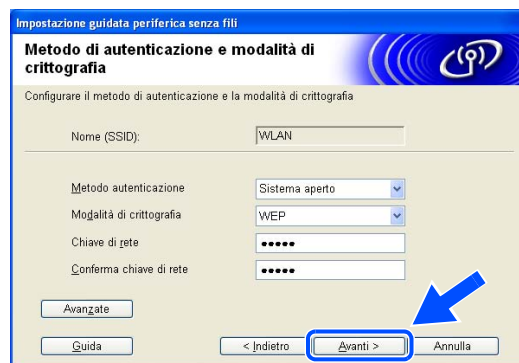 Impostazione guidata periferica senza fili
Metodo di autenticazione e modalità di
crittografia
Configurare il metodo di autenticazione e la modalità di crittografia
Nome (SSID): WLAN
Metodo autenticazione Sistema aperto
Modalità di crittografia WEP
Chiave di rete •••••
Conferma chiave di rete •••••
Avanzate
Guida < Indietro Avanti > Annulla